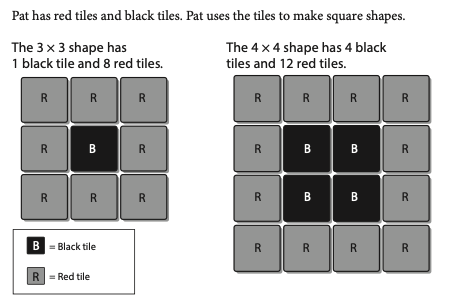 Pat has red tiles and black tiles. Pat uses the tiles to make square shapes.
The 3 × 3 shape has
1 black tile and 8 red tiles.
R R R
R B R
R R R
B = Black tile
R = Red tile
The 4 × 4 shape has 4 black
tiles and 12 red tiles.
R R R R
R B B R
R B B R
R R R R